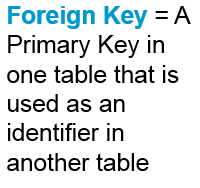 Foreign Key = A
Primary Key in
one table that is
used as an
identifier in
another table